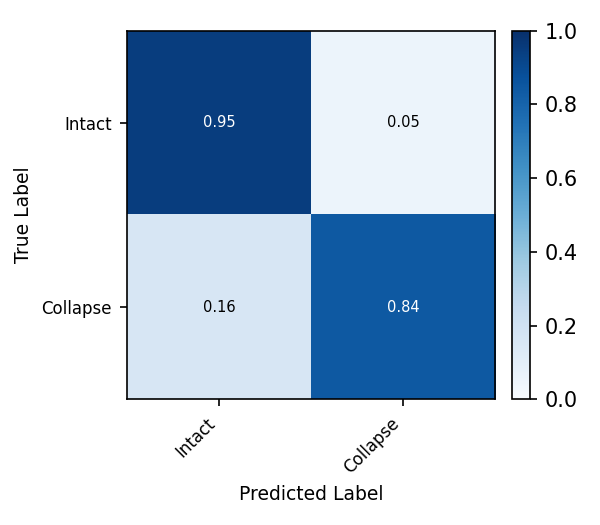 1.0
Intact 0.95 0.05
0.8
0.6
True Label
0.4
Collapse 0.16 0.84
0.2
0.0
Intact Collapse
Predicted Label